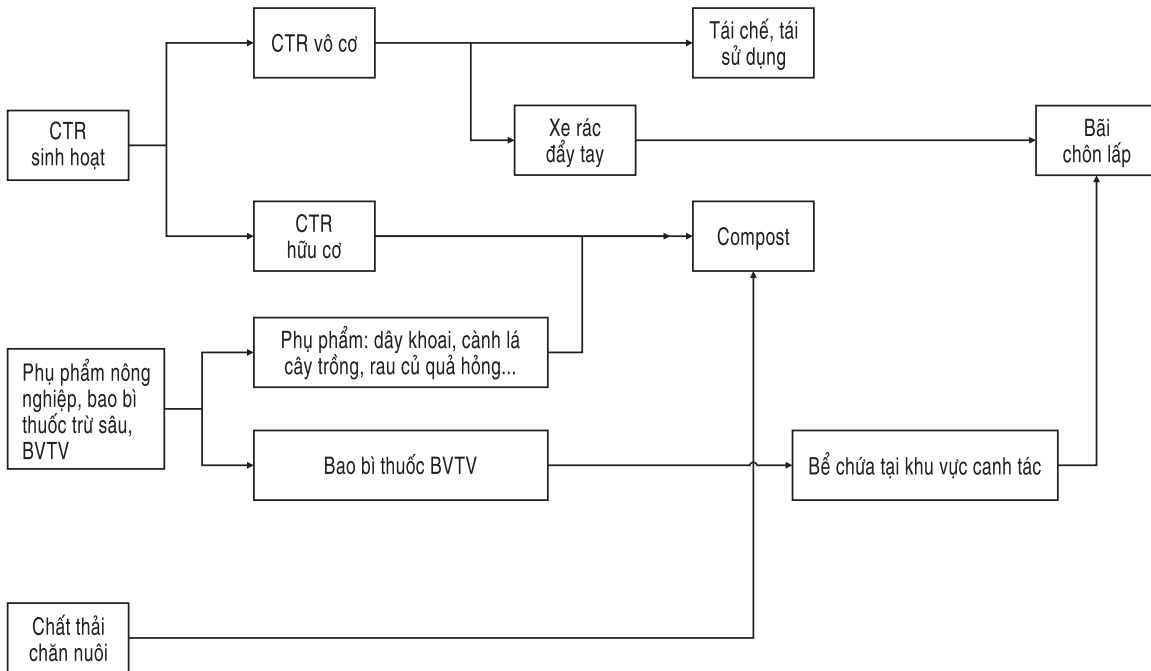 CTR vô cơ
Tái chế, tái
sử dụng
CTR
sinh hoạt
Xe rác
đẩy tay
Bãi
chôn lấp
CTR
hữu cơ
Compost
Phụ phẩm: dây khoai, cành lá
cây trồng, rau củ quả hỏng...
Phụ phẩm nông
nghiệp, bao bì
thuốc trừ sâu,
BVTV
Bao bì thuốc BVTV
Bể chứa tại khu vực canh tác
Chất thải
chăn nuôi